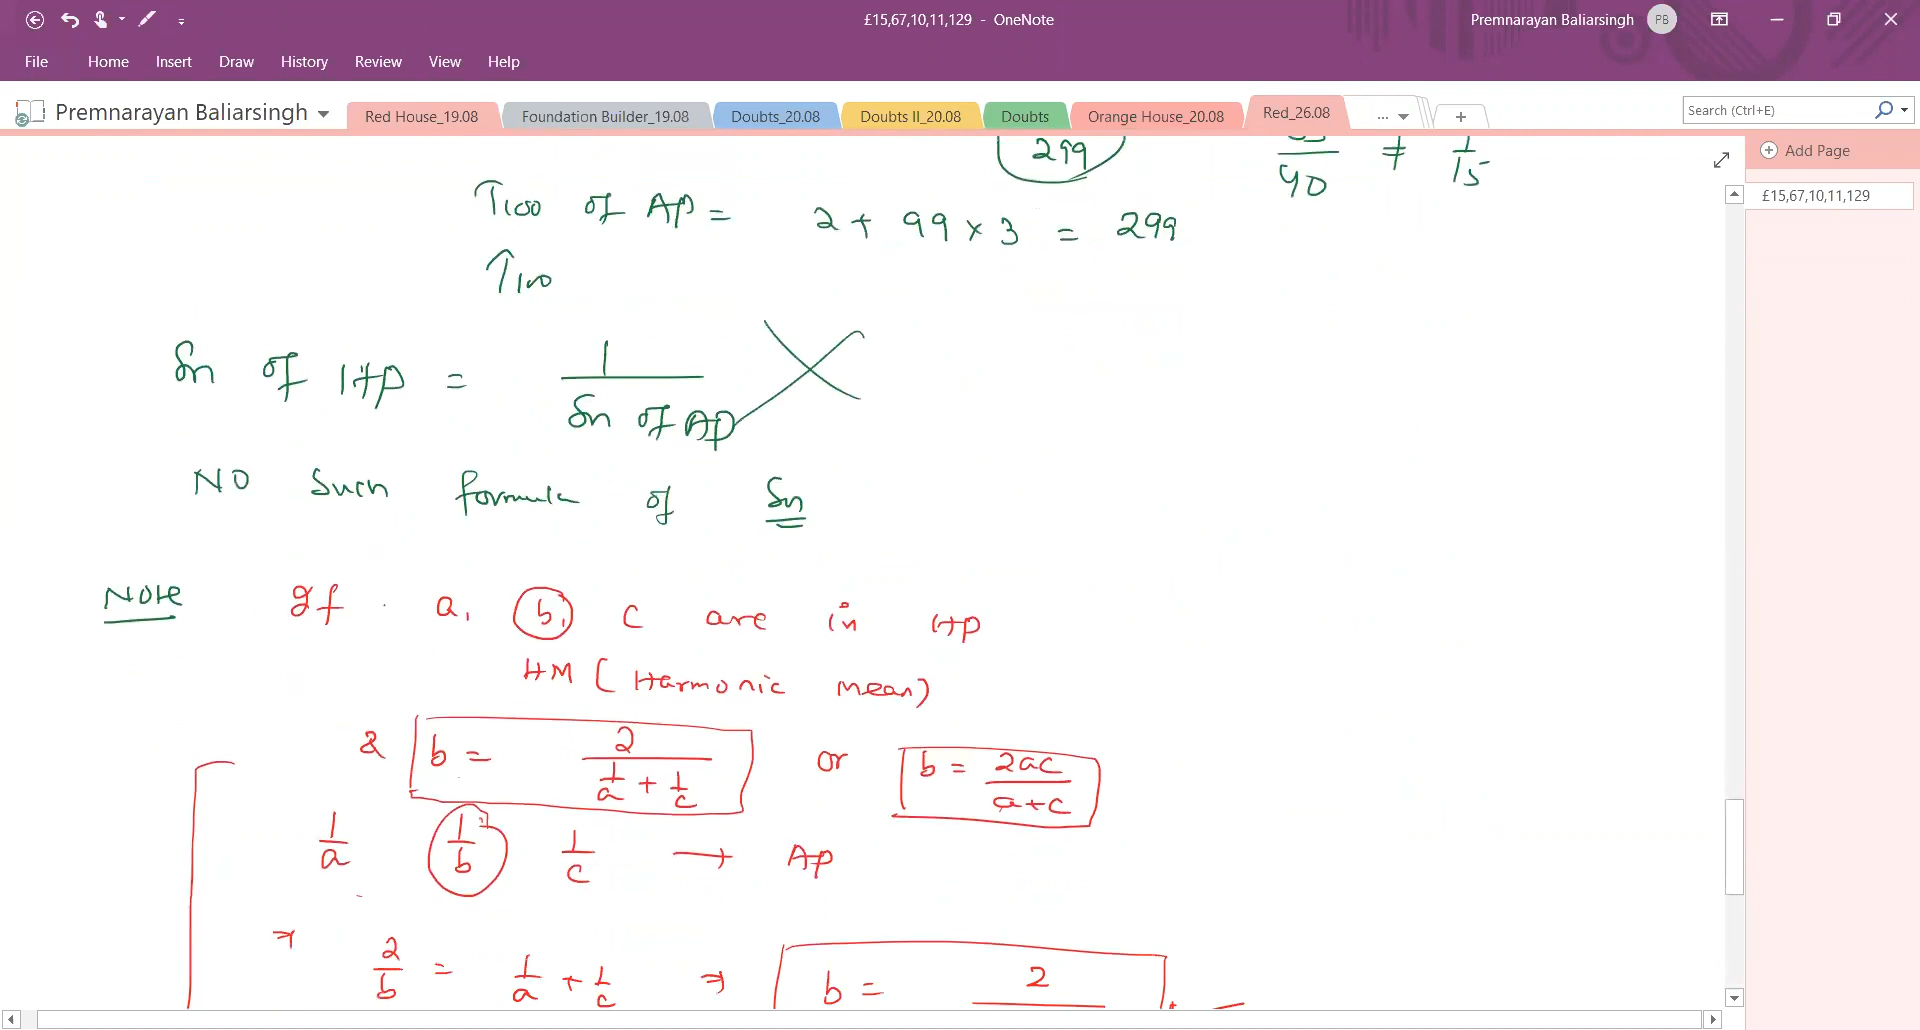 £15,67,10,11,129 - OneNote
Premnarayan Baliarsingh PB
File Home Insert Draw History Review View Help
Premnarayan Baliarsingh
Red House_19.08 Foundation Builder_19.08 Doubts_20.08 Doubts II_20.08 Doubts Orange House_20.08 Red_26.08 ... +
Search (Ctrl+E)
Add Page
£15,67,10,11,129
299
/40 ≠ 1/15
T100 of AP = 2 + 99 × 3 = 299
T100
Sn of HP = 1/(Sn of AP)
NO Such formula of Sn
Note If a, b, c are in HP
HM (Harmonic mean)
& b = 2/(1/a + 1/c) or b = 2ac/(a+c)
1/a 1/b 1/c → AP
⇒ 2/b = 1/a + 1/c ⇒ b = 2